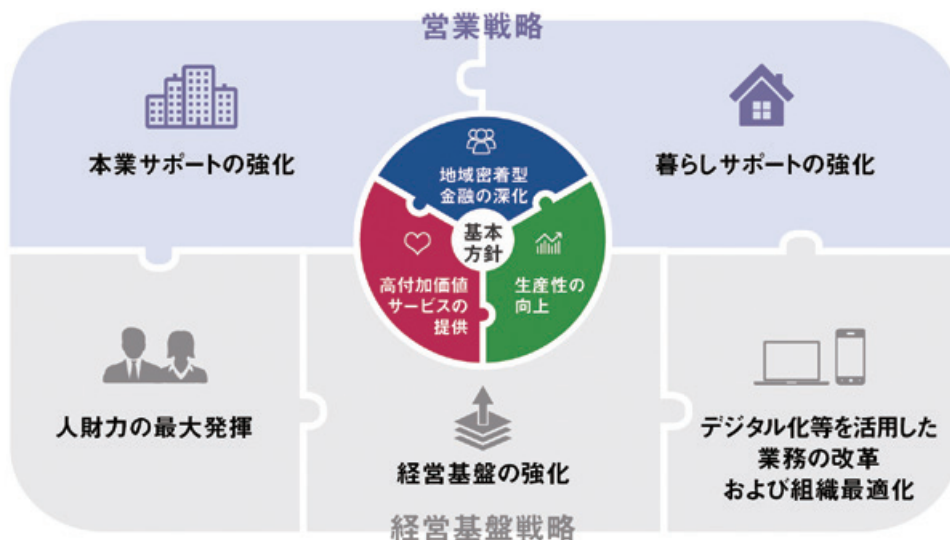 営業戦略
本業サポートの強化
暮らしサポートの強化
地域密着型
金融の深化
基本
方針
高付加価値
サービスの
提供
生産性の
向上
人財力の最大発揮
経営基盤の強化
デジタル化等を活用した
業務の改革
および組織最適化
経営基盤戦略